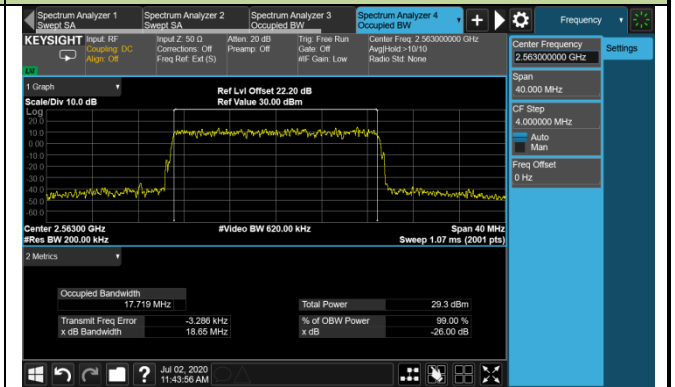 Spectrum Analyzer 1 Spectrum Analyzer 2 Spectrum Analyzer 3 Spectrum Analyzer 4
Swept SA Swept SA Occupied BW Occupied BW
Frequency
KEYSIGHT Input: RF Input Z: 50 Ω Atten: 20 dB Trig: Free Run Center Freq: 2.563000000 GHz
Coupling: DC Corrections: Off Preamp: Off Gate: Off Avg|Hold:>10/10
Align: Off Freq Ref: Ext (S) #IF Gain: Low Radio Std: None
Center Frequency
2.563000000 GHz
Settings
Span
40.000 MHz
CF Step
4.000000 MHz
Auto
Man
Freq Offset
0 Hz
1 Graph
Ref Lvl Offset 22.20 dB
Scale/Div 10.0 dB Ref Value 30.00 dBm
Log
20.0
10.0
0.00
-10.0
-20.0
-30.0
-40.0
-50.0
-60.0
Center 2.56300 GHz #Video BW 620.00 kHz Span 40 MHz
#Res BW 200.00 kHz Sweep 1.07 ms (2001 pts)
2 Metrics
Occupied Bandwidth
17.719 MHz Total Power 29.3 dBm
Transmit Freq Error -3.286 kHz % of OBW Power 99.00 %
x dB Bandwidth 18.65 MHz x dB -26.00 dB
? Jul 02, 2020
11:43:56 AM